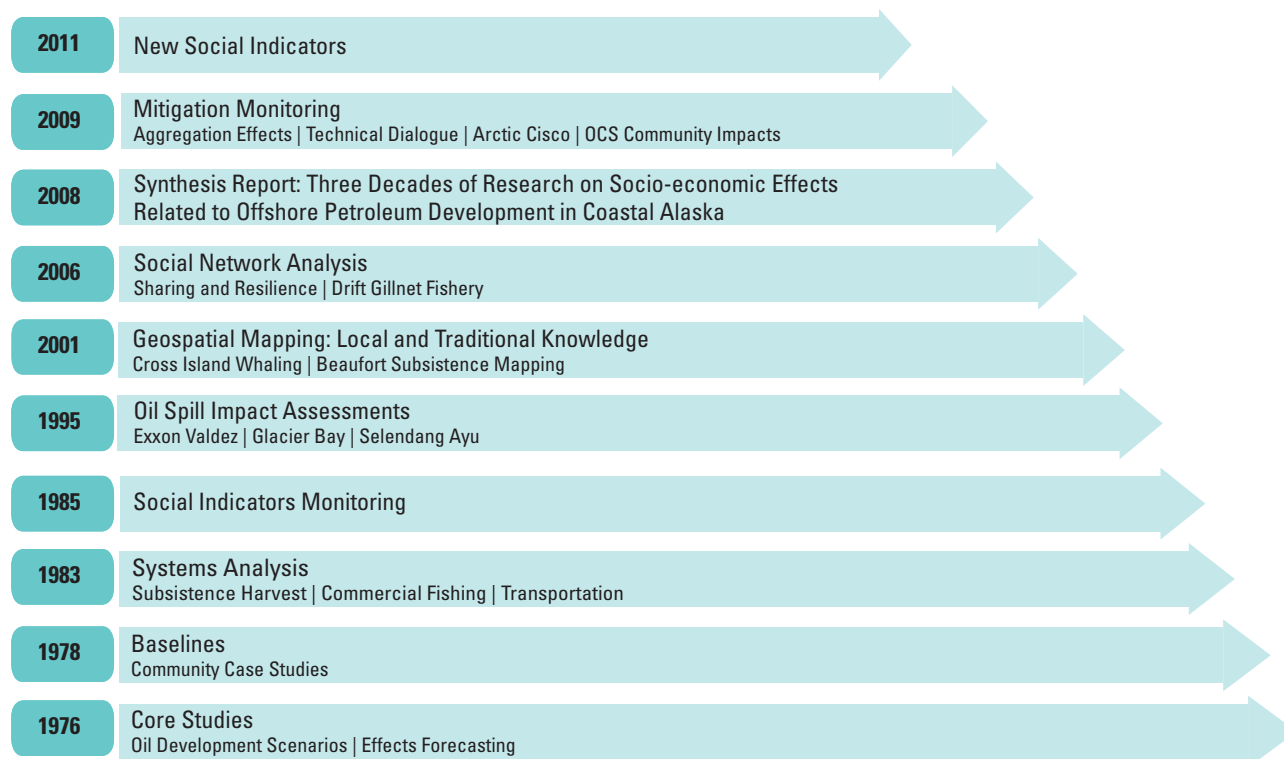 2011
New Social Indicators
2009
Mitigation Monitoring
Aggregation Effects | Technical Dialogue | Arctic Cisco | OCS Community Impacts
2008
Synthesis Report: Three Decades of Research on Socio-economic Effects
Related to Offshore Petroleum Development in Coastal Alaska
2006
Social Network Analysis
Sharing and Resilience | Drift Gillnet Fishery
2001
Geospatial Mapping: Local and Traditional Knowledge
Cross Island Whaling | Beaufort Subsistence Mapping
1995
Oil Spill Impact Assessments
Exxon Valdez | Glacier Bay | Selendang Ayu
1985
Social Indicators Monitoring
1983
Systems Analysis
Subsistence Harvest | Commercial Fishing | Transportation
1978
Baselines
Community Case Studies
1976
Core Studies
Oil Development Scenarios | Effects Forecasting